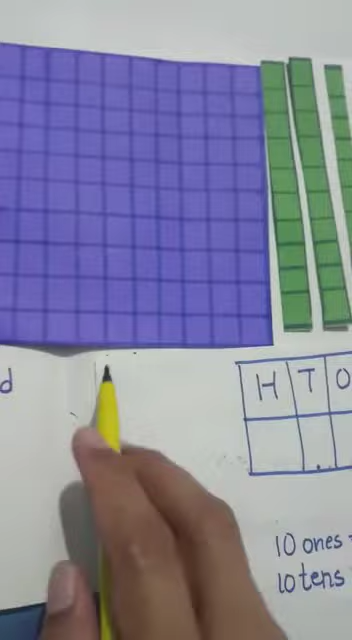 d
H T O
10 ones =
10 tens =